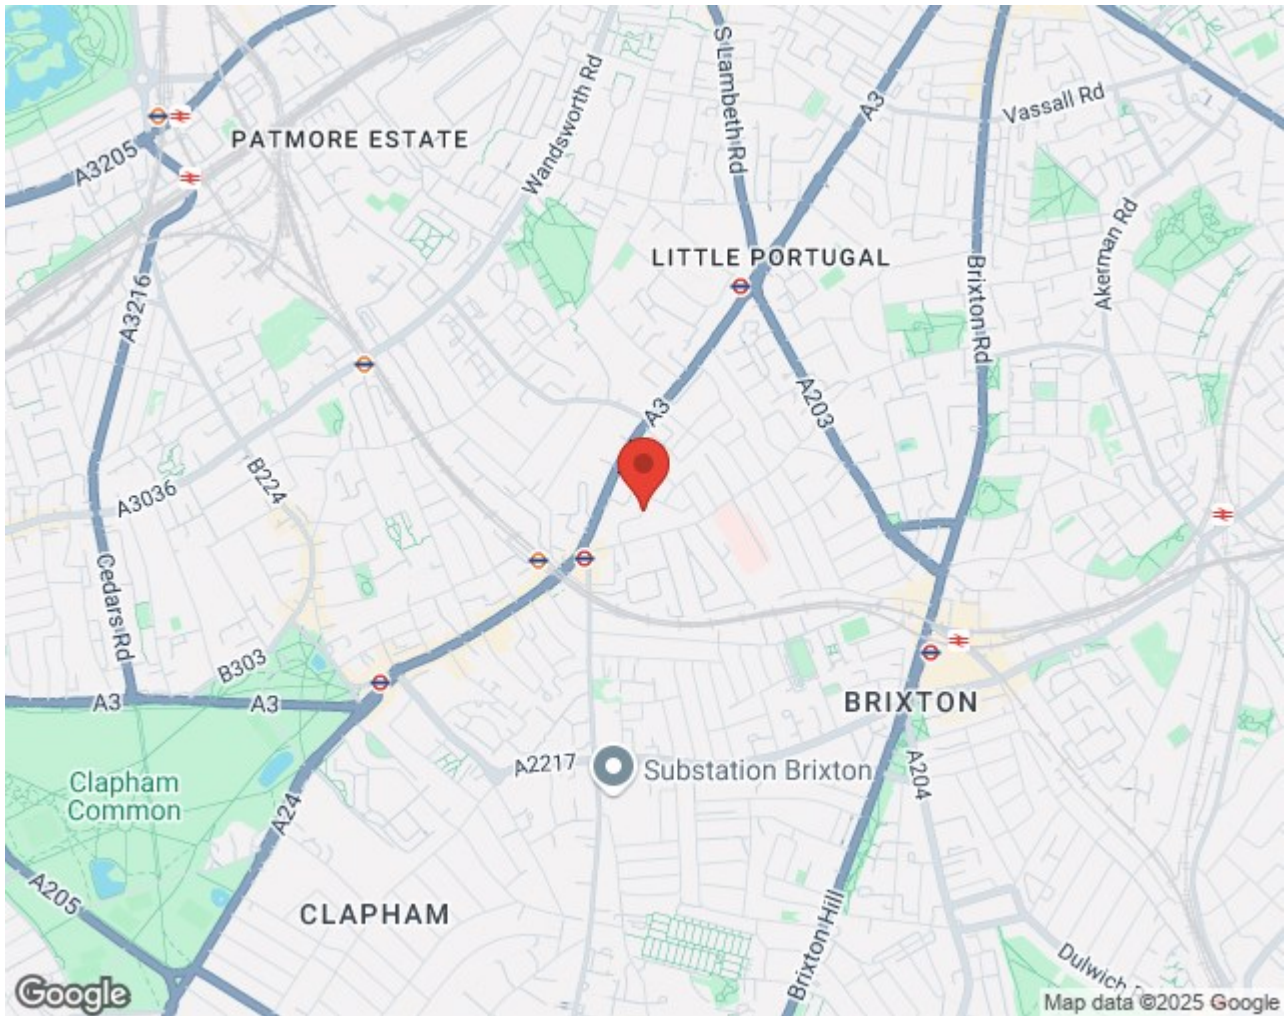 S Lambeth Rd
A3
Vassall Rd
Wandsworth Rd
PATMORE ESTATE
A3205
Akerman Rd
LITTLE PORTUGAL
A3216
Brixton Rd
A203
A3
B224
A3036
Cedars Rd
B303
A3
A3
BRIXTON
A2217
Substation Brixton
A204
Clapham
Common
A24
A205
CLAPHAM
Brixton Hill
Dulwich
Google
Map data ©2025 Google